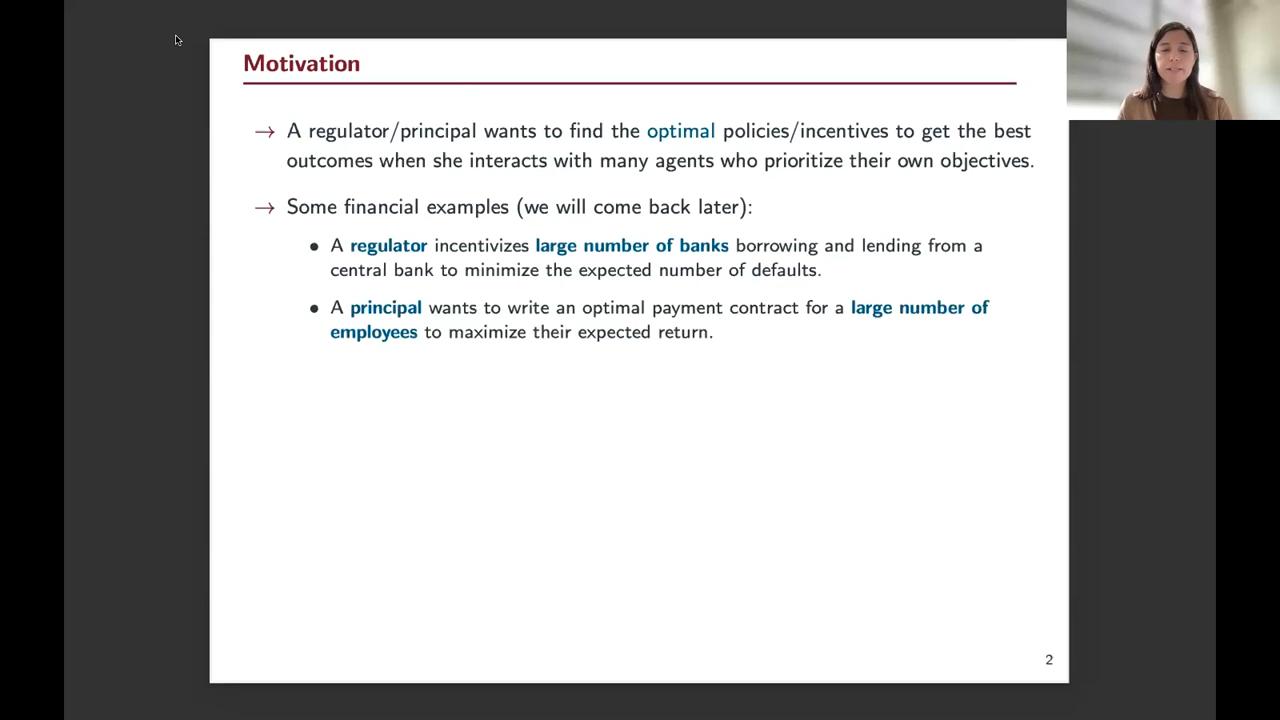 Motivation
→ A regulator/principal wants to find the optimal policies/incentives to get the best
outcomes when she interacts with many agents who prioritize their own objectives.
→ Some financial examples (we will come back later):
• A regulator incentivizes large number of banks borrowing and lending from a
central bank to minimize the expected number of defaults.
• A principal wants to write an optimal payment contract for a large number of
employees to maximize their expected return.
2